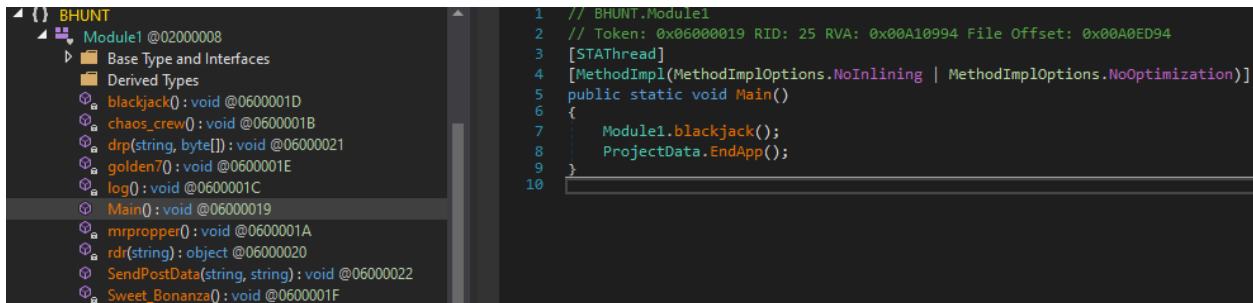 BHUNT
Module1 @02000008
Base Type and Interfaces
Derived Types
blackjack() : void @0600001D
chaos_crew() : void @0600001B
drp(string, byte[]) : void @06000021
golden7() : void @0600001E
log() : void @0600001C
Main() : void @06000019
mrpropper() : void @0600001A
rdr(string) : object @06000020
SendPostData(string, string) : void @06000022
Sweet_Bonanza() : void @0600001F
1 // BHUNT.Module1
2 // Token: 0x06000019 RID: 25 RVA: 0x00A10994 File Offset: 0x00A0ED94
3 [STAThread]
4 [MethodImpl(MethodImplOptions.NoInlining | MethodImplOptions.NoOptimization)]
5 public static void Main()
6 {
7 Module1.blackjack();
8 ProjectData.EndApp();
9 }
10